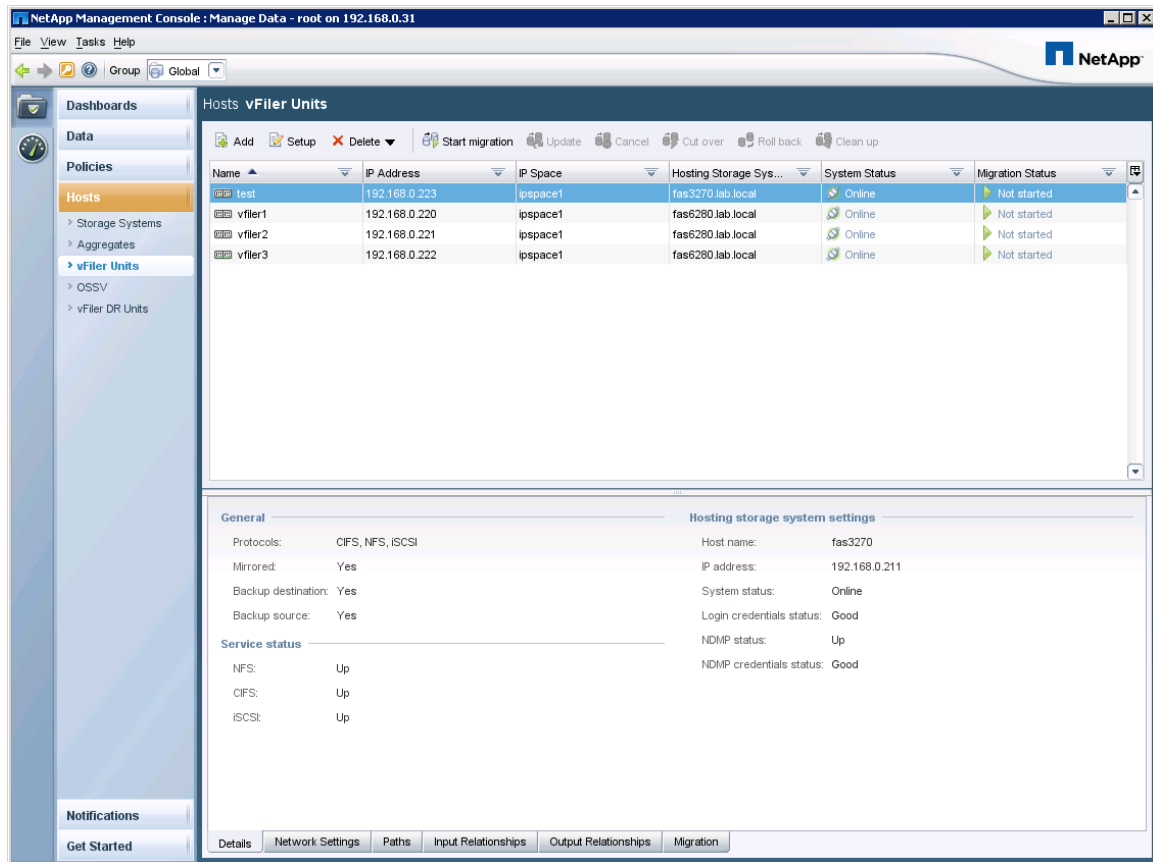 NetApp Management Console : Manage Data - root on 192.168.0.31
File View Tasks Help
Group Global
NetApp
Dashboards
Data
Policies
Hosts
Storage Systems
Aggregates
vFiler Units
OSSV
vFiler DR Units
Notifications
Get Started
Hosts vFiler Units
Add Setup Delete Start migration Update Cancel Cut over Roll back Clean up
Name IP Address IP Space Hosting Storage Sys... System Status Migration Status
test 192.168.0.223 ipspace1 fas3270.lab.local Online Not started
vfiler1 192.168.0.220 ipspace1 fas6280.lab.local Online Not started
vfiler2 192.168.0.221 ipspace1 fas6280.lab.local Online Not started
vfiler3 192.168.0.222 ipspace1 fas6280.lab.local Online Not started
General
Protocols: CIFS, NFS, iSCSI
Mirrored: Yes
Backup destination: Yes
Backup source: Yes
Service status
NFS: Up
CIFS: Up
iSCSI: Up
Hosting storage system settings
Host name: fas3270
IP address: 192.168.0.211
System status: Online
Login credentials status: Good
NDMP status: Up
NDMP credentials status: Good
Details Network Settings Paths Input Relationships Output Relationships Migration